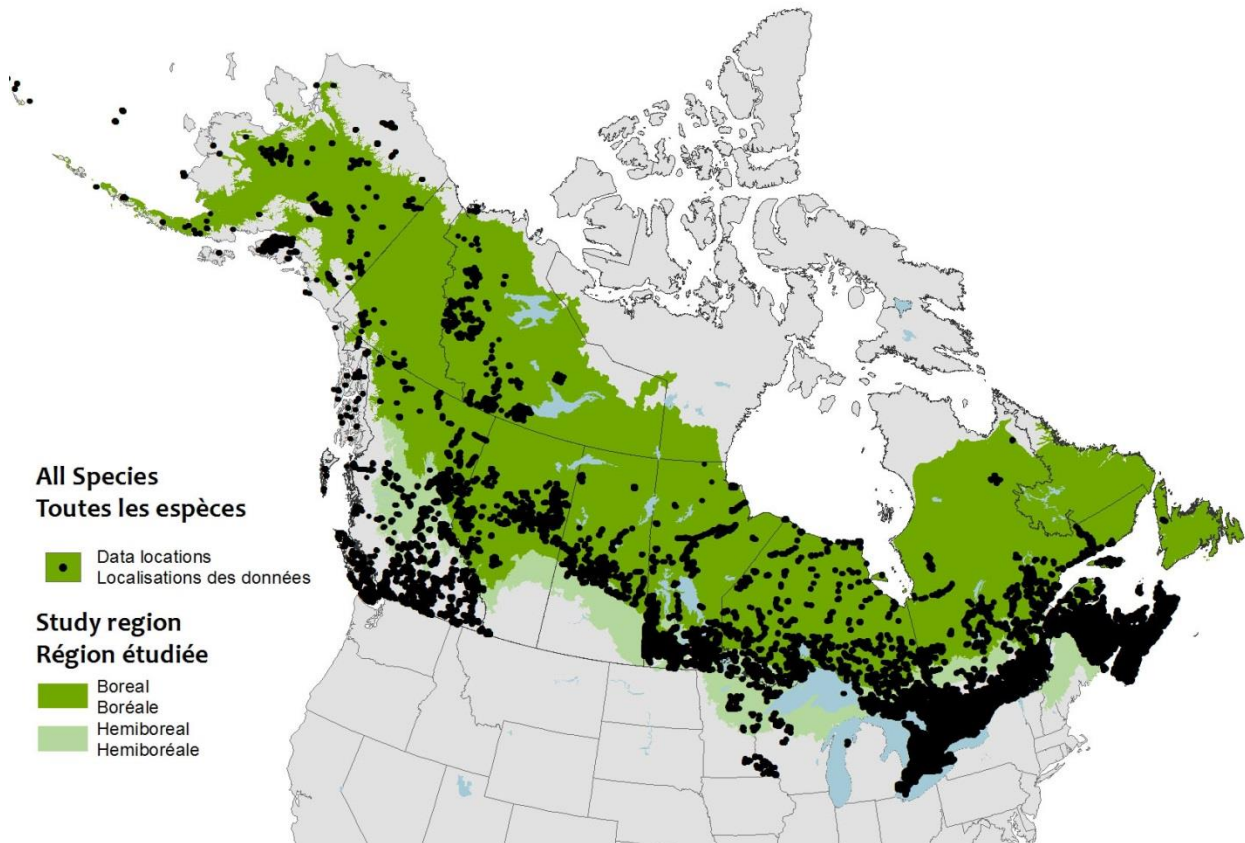 All Species
Toutes les espèces
Data locations
Localisations des données
Study region
Région étudiée
Boreal
Boréale
Hemiboreal
Hemiboréale